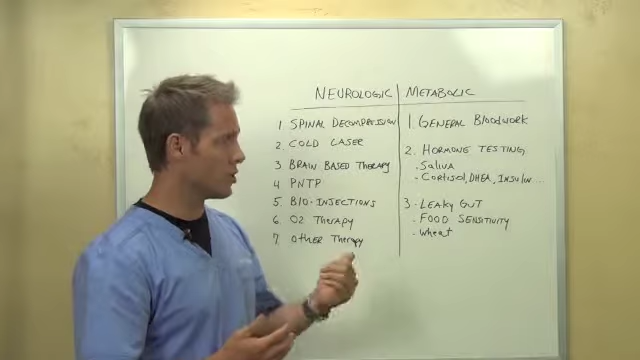 NEUROLOGIC
1. SPINAL DECOMPRESSION
2. COLD LASER
3 BRAIN BASED THERAPY
4 PNTP
5. BIO-INJECTIONS
6. O2 THERAPY
7. OTHER THERAPY
METABOLIC
1. GENERAL BLOODWORK
2. HORMONE TESTING
. SALIVA
. CORTISOL, DHEA, INSULIN...
3. LEAKY GUT
. FOOD SENSITIVITY
. WHEAT